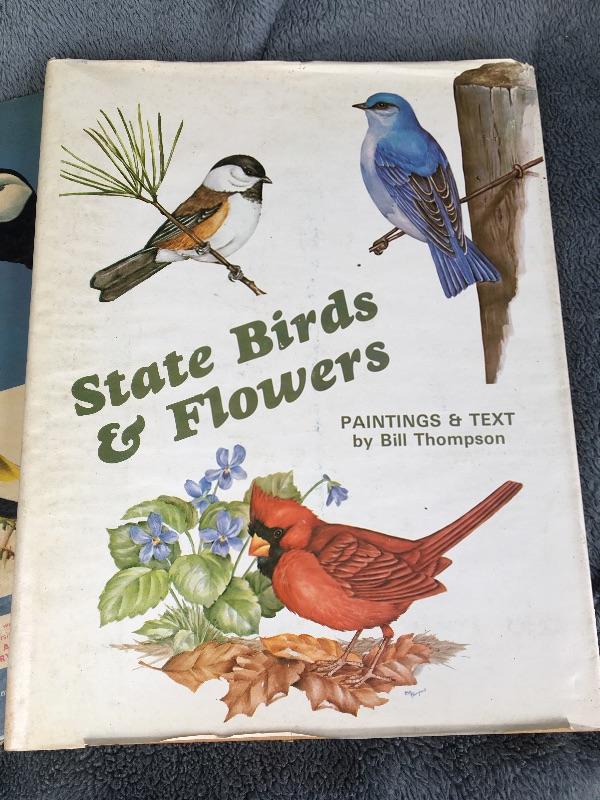 State Birds
& Flowers
PAINTINGS & TEXT
by Bill Thompson